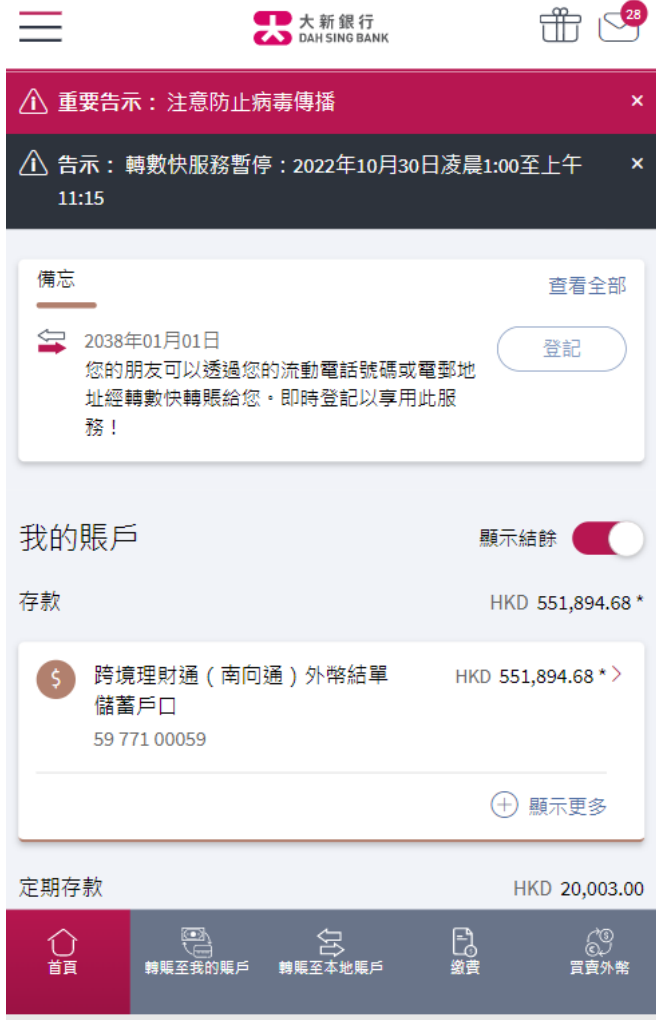 大新銀行
DAH SING BANK
28
重要告示：注意防止病毒傳播
告示：轉數快服務暫停：2022年10月30日凌晨1:00至上午
11:15
備忘
查看全部
2038年01月01日
登記
您的朋友可以透過您的流動電話號碼或電郵地
址經轉數快轉賬給您。即時登記以享用此服
務！
我的賬戶
顯示結餘
存款
HKD 551,894.68 *
跨境理財通（南向通）外幣結單
HKD 551,894.68 *
儲蓄戶口
59 771 00059
顯示更多
定期存款
HKD 20,003.00
首頁
轉賬至我的賬戶
轉賬至本地賬戶
繳費
買賣外幣